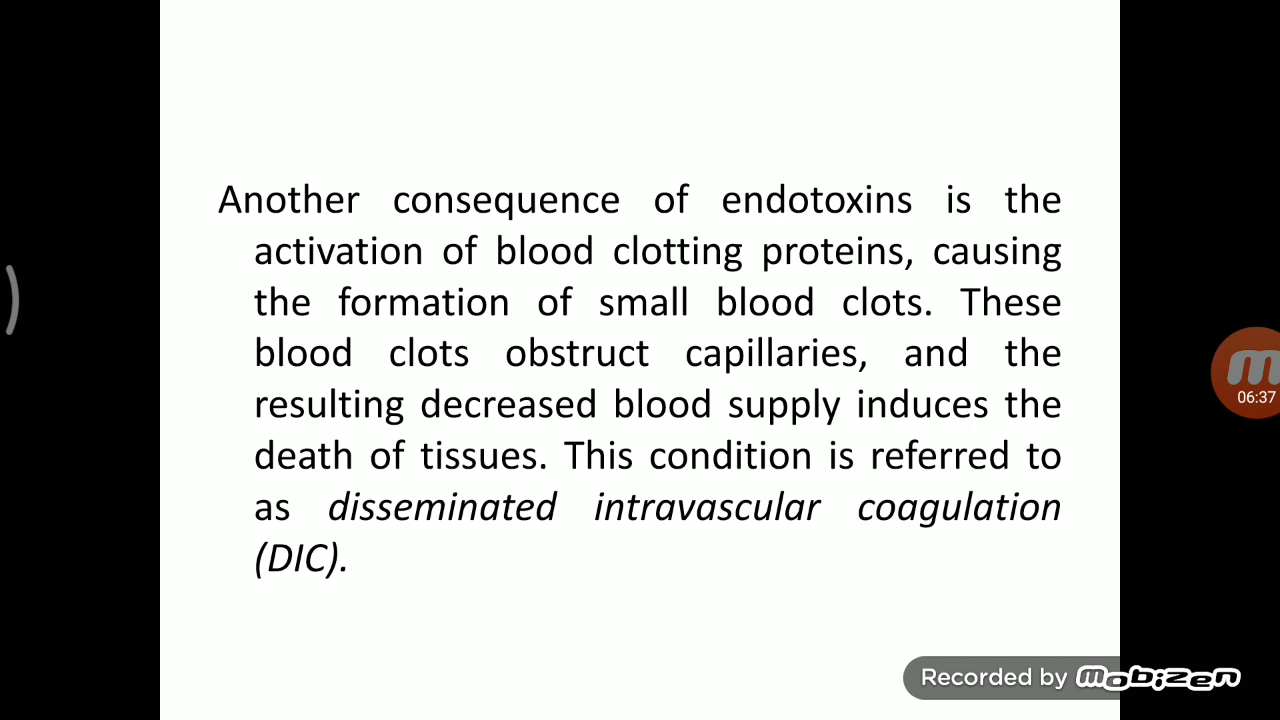 Another consequence of endotoxins is the
activation of blood clotting proteins, causing
the formation of small blood clots. These
blood clots obstruct capillaries, and the
resulting decreased blood supply induces the
death of tissues. This condition is referred to
as disseminated intravascular coagulation
(DIC).
m
06:37
Recorded by mobizen